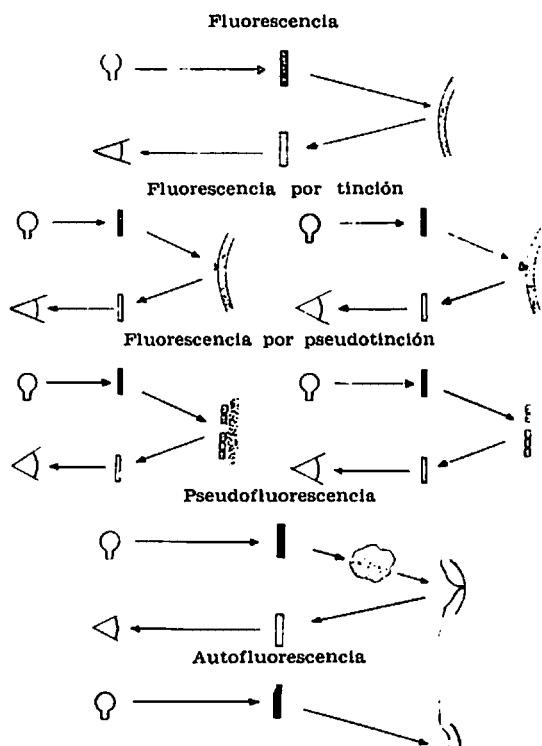 Fluorescencia
Fluorescencia por tinción
Fluorescencia por pseudotinción
Pseudofluorescencia
Autofluorescencia